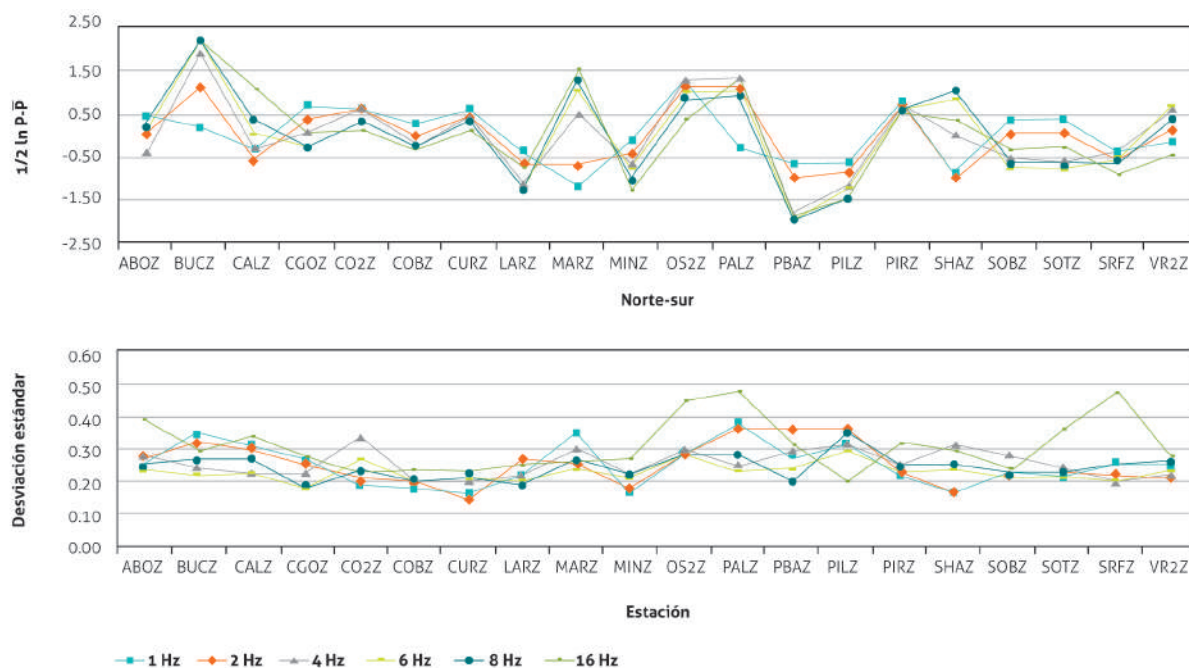 1/2 ln P.P̅
2.50
1.50
0.50
-0.50
-1.50
-2.50
ABOZ BUCZ CALZ CGOZ CO2Z COBZ CURZ LARZ MARZ MINZ OS2Z PALZ PBAZ PILZ PIRZ SHAZ SOBZ SOTZ SRFZ VR2Z
Norte-sur
Desviación estándar
0.60
0.50
0.40
0.30
0.20
0.10
0.00
ABOZ BUCZ CALZ CGOZ CO2Z COBZ CURZ LARZ MARZ MINZ OS2Z PALZ PBAZ PILZ PIRZ SHAZ SOBZ SOTZ SRFZ VR2Z
Estación
1 Hz 2 Hz 4 Hz 6 Hz 8 Hz 16 Hz